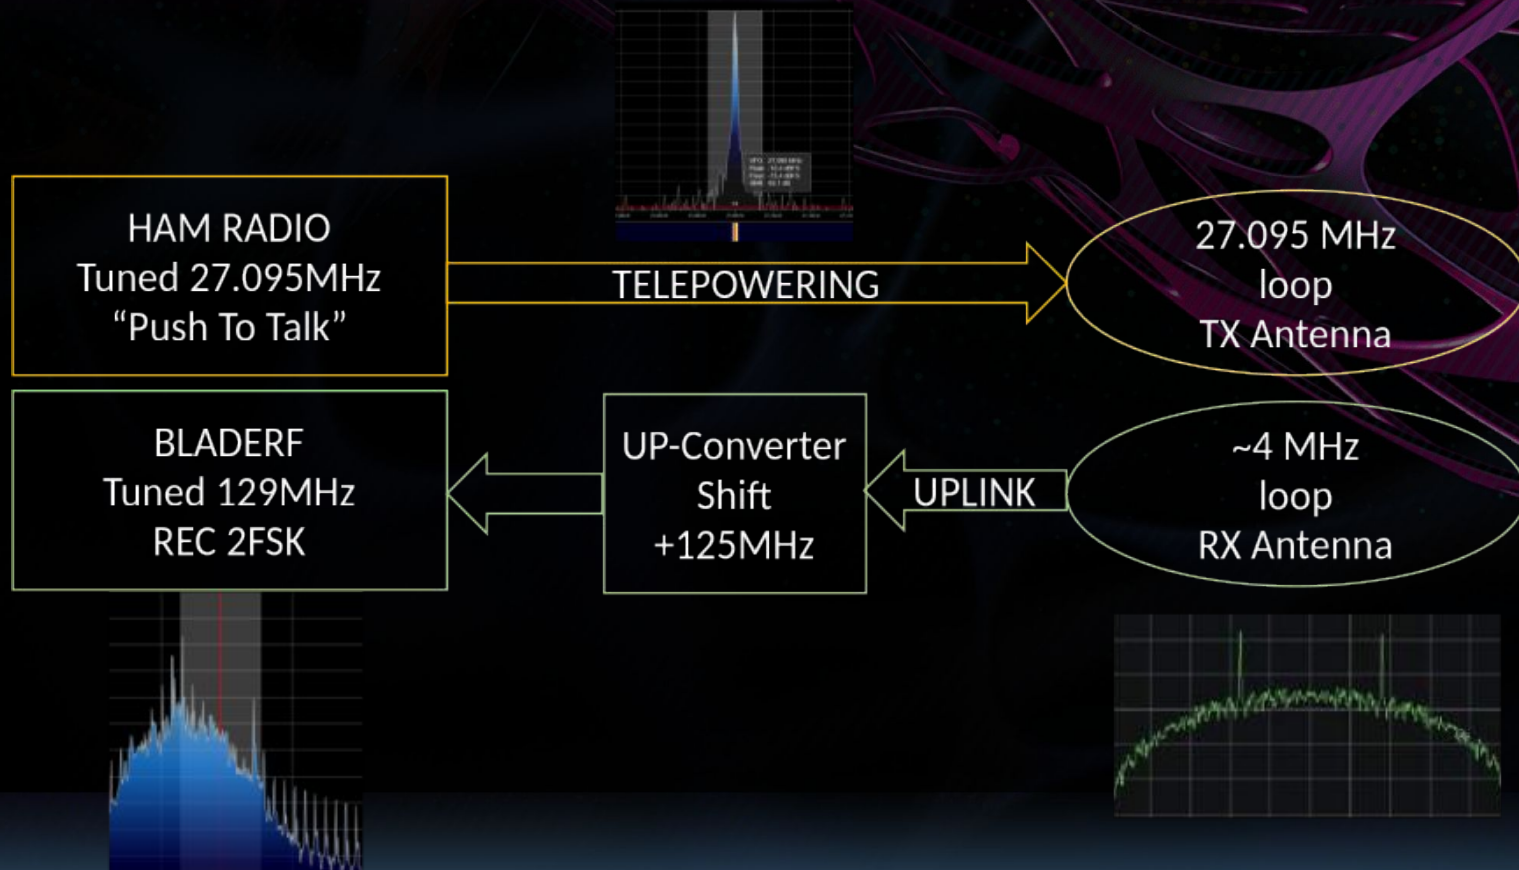 HAM RADIO
Tuned 27.095MHz
“Push To Talk”
TELEPOWERING
27.095 MHz
loop
TX Antenna
BLADERF
Tuned 129MHz
REC 2FSK
UP-Converter
Shift
+125MHz
UPLINK
~4 MHz
loop
RX Antenna